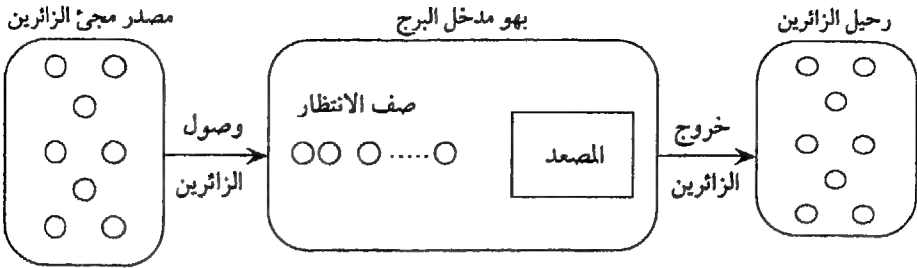 مصدر مجئ الزائرين
بهو مدخل البرج
رحيل الزائرين
صف الانتظار
وصول
الزائرين
المصعد
خروج
الزائرين